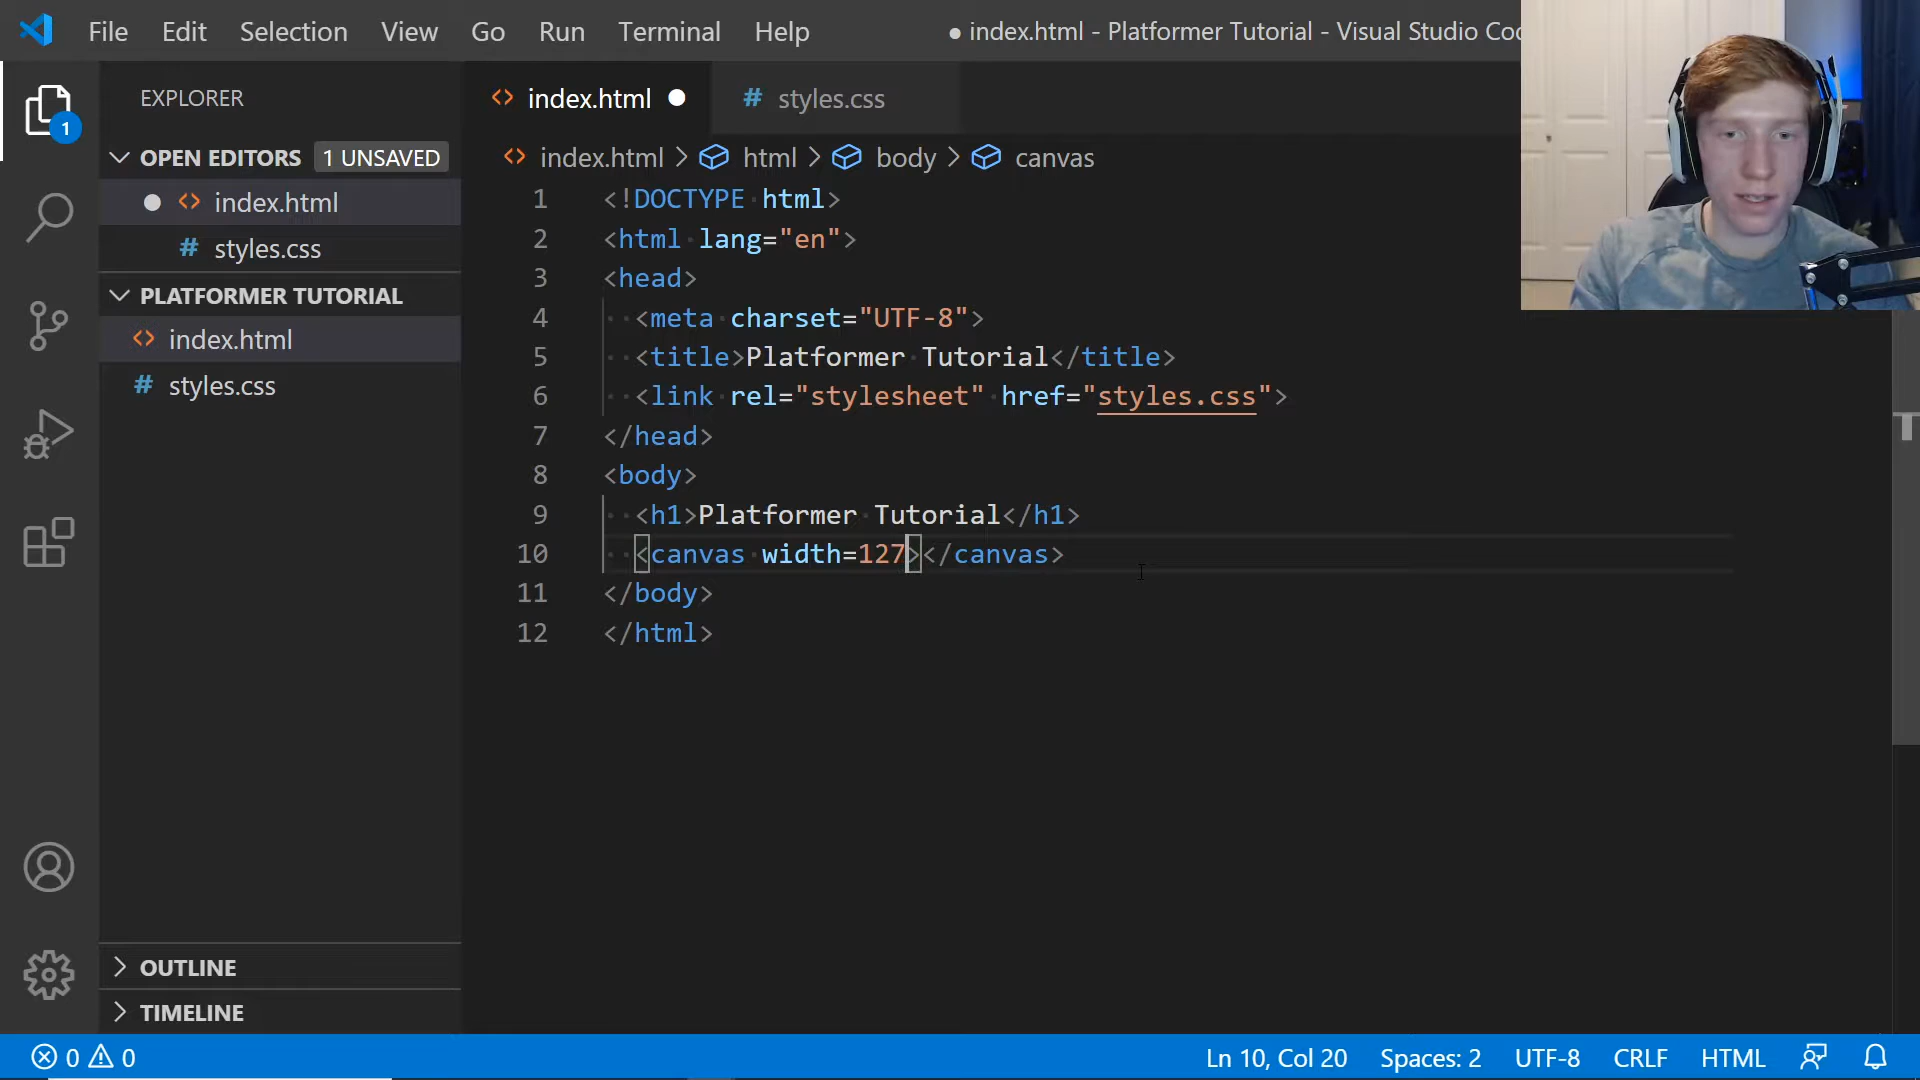 File Edit Selection View Go Run Terminal Help ● index.html - Platformer Tutorial - Visual Studio Coc
EXPLORER
1
OPEN EDITORS 1 UNSAVED
index.html
# styles.css
PLATFORMER TUTORIAL
index.html
# styles.css
OUTLINE
TIMELINE
index.html ●
# styles.css
index.html > html > body > canvas
1 <!DOCTYPE html>
2 <html lang="en">
3 <head>
4 <meta charset="UTF-8">
5 <title>Platformer Tutorial</title>
6 <link rel="stylesheet" href="styles.css">
7 </head>
8 <body>
9 <h1>Platformer Tutorial</h1>
10 <canvas width=127></canvas>
11 </body>
12 </html>
0 0 Ln 10, Col 20 Spaces: 2 UTF-8 CRLF HTML